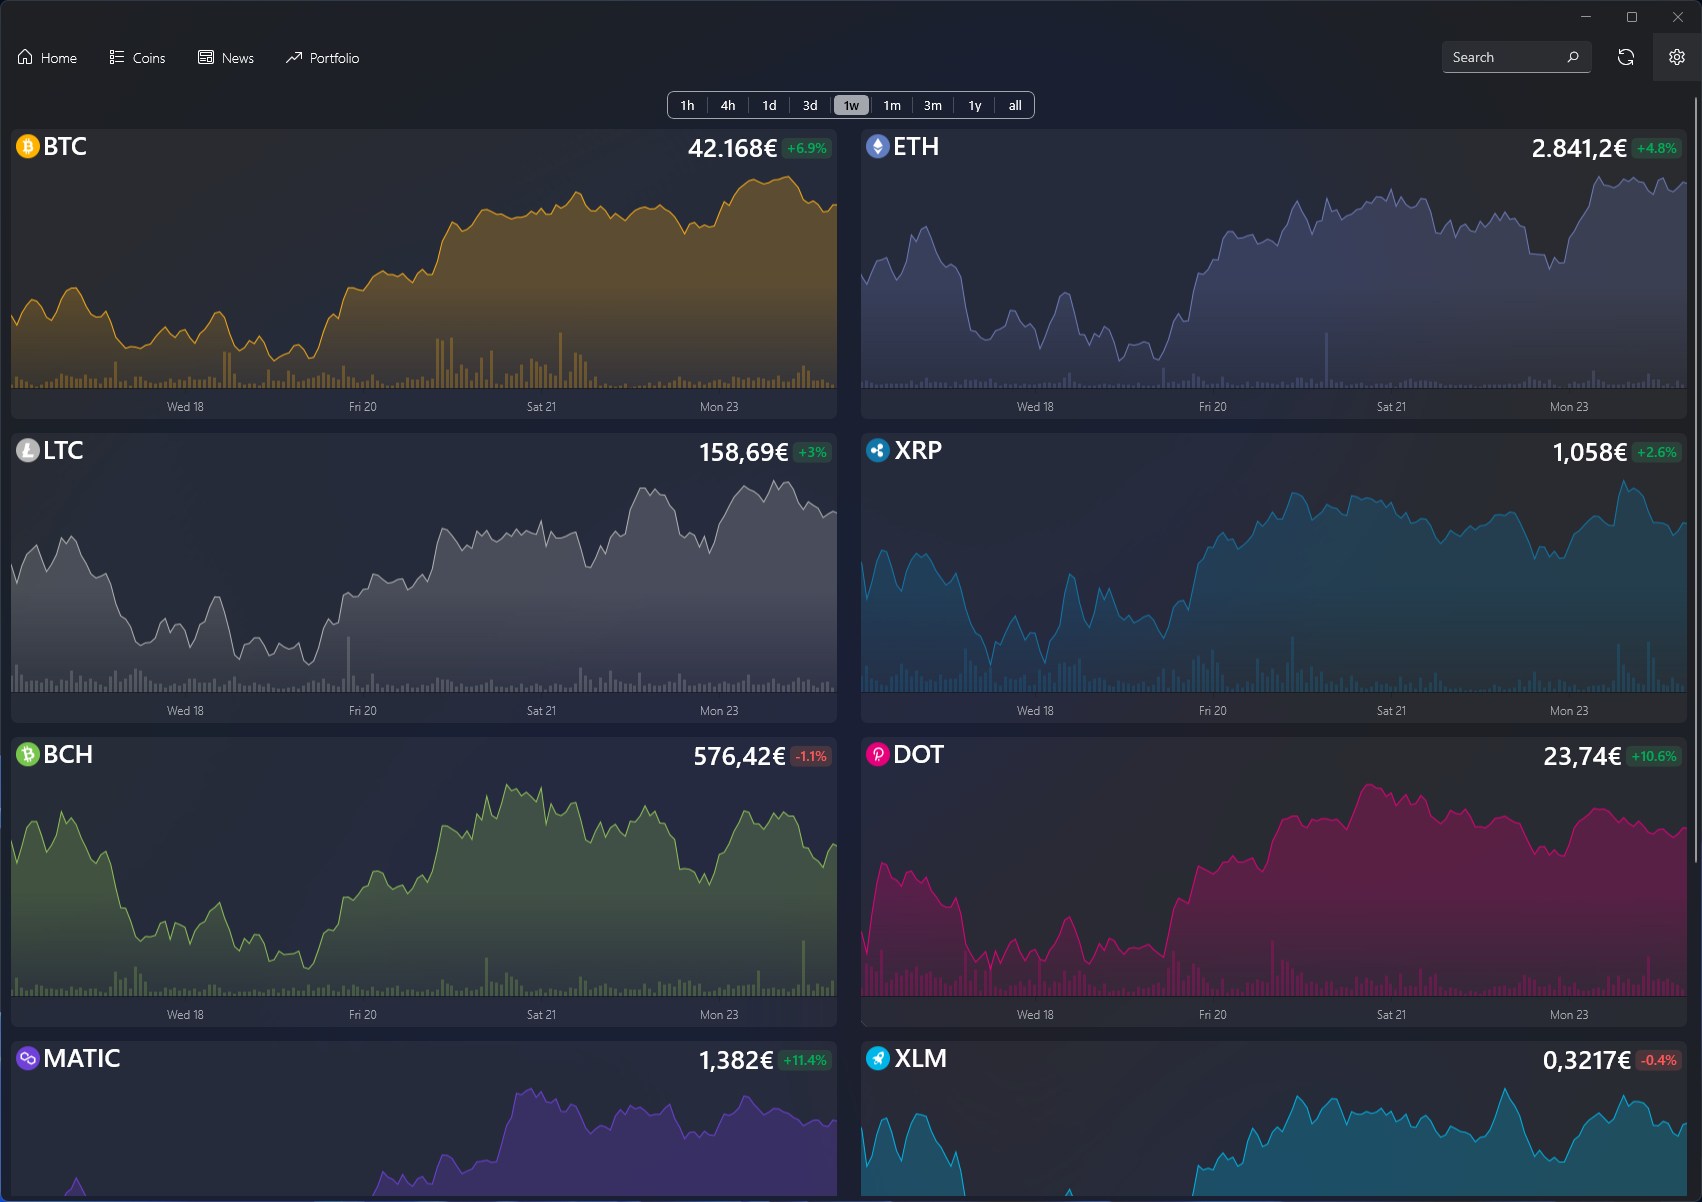 Home Coins News Portfolio Search
1h 4h 1d 3d 1w 1m 3m 1y all
BTC 42.168€ +6.9%
Wed 18 Fri 20 Sat 21 Mon 23
ETH 2.841,2€ +4.8%
Wed 18 Fri 20 Sat 21 Mon 23
LTC 158,69€ +3%
Wed 18 Fri 20 Sat 21 Mon 23
XRP 1,058€ +2.6%
Wed 18 Fri 20 Sat 21 Mon 23
BCH 576,42€ -1.1%
Wed 18 Fri 20 Sat 21 Mon 23
DOT 23,74€ +10.6%
Wed 18 Fri 20 Sat 21 Mon 23
MATIC 1,382€ +11.4%
XLM 0,3217€ -0.4%